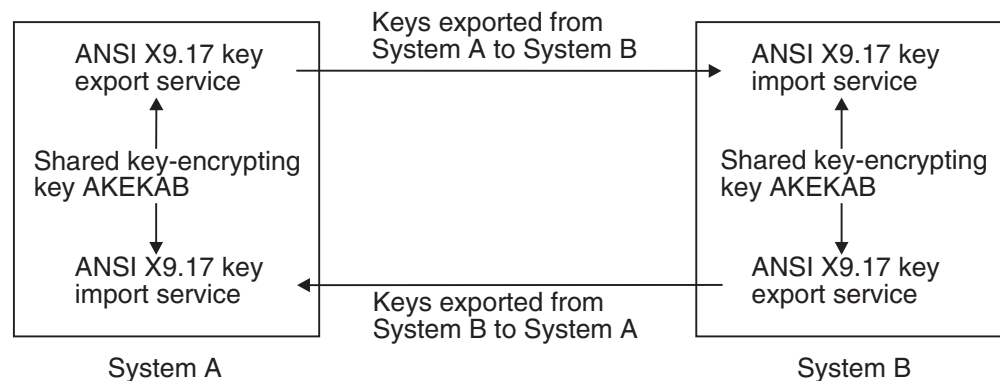 Keys exported from
System A to System B
ANSI X9.17 key
export service
ANSI X9.17 key
import service
Shared key-encrypting
key AKEKAB
Shared key-encrypting
key AKEKAB
ANSI X9.17 key
import service
ANSI X9.17 key
export service
Keys exported from
System B to System A
System A
System B